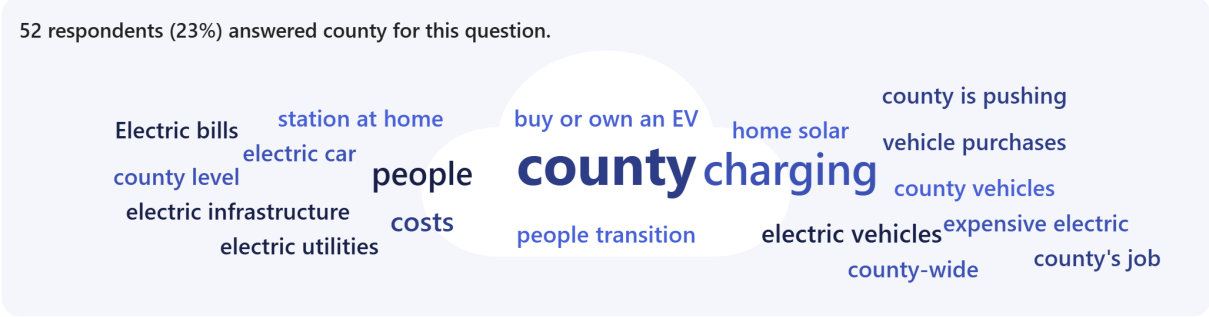 52 respondents (23%) answered county for this question.
county is pushing
station at home
buy or own an EV
Electric bills
home solar
vehicle purchases
electric car
people
county
charging
county level
county vehicles
electric infrastructure
costs
expensive electric
people transition
electric vehicles
electric utilities
county's job
county-wide